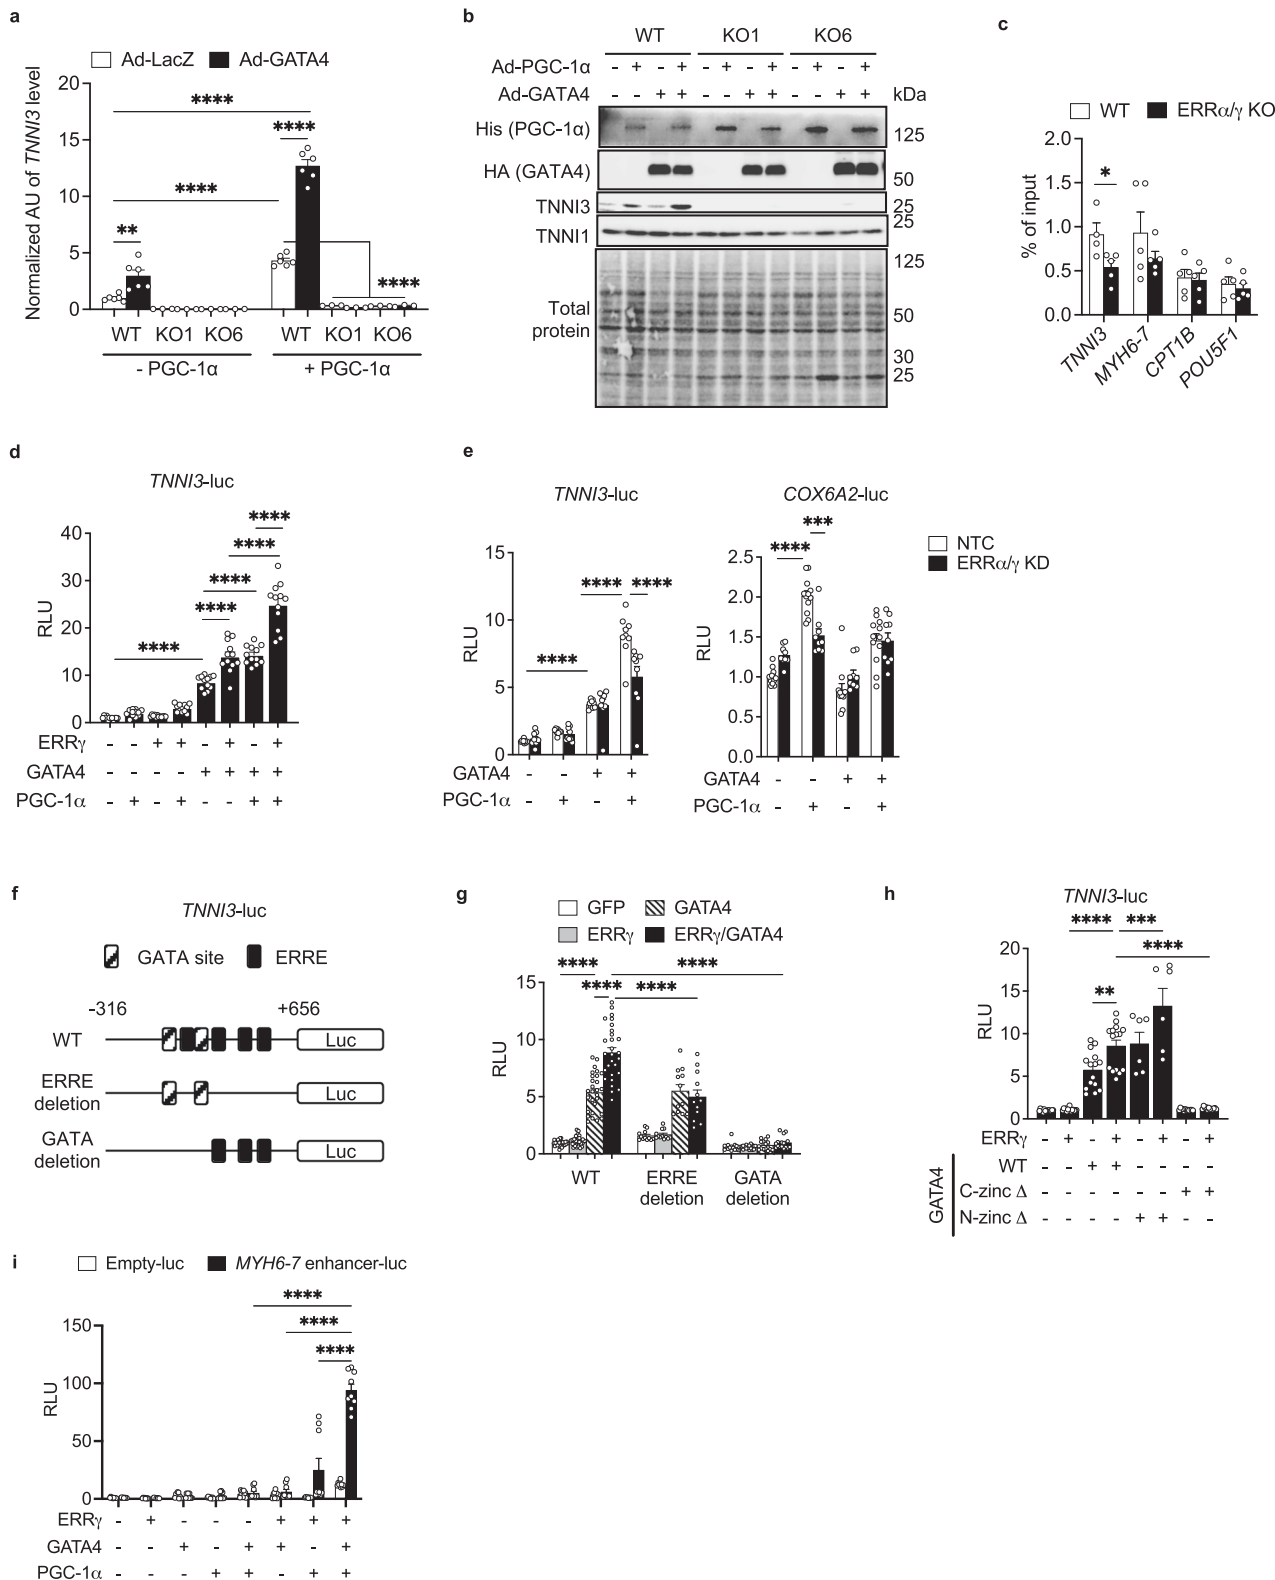 a
Ad-LacZ Ad-GATA4
Normalized AU of TNNI3 level
20
15
10
5
0
****
****
****
**
****
WT KO1 KO6 WT KO1 KO6
- PGC-1α + PGC-1α
b
WT KO1 KO6
Ad-PGC-1α - + - + - + - + - + - +
Ad-GATA4 - - + + - - + + - - + + kDa
His (PGC-1α) 125
HA (GATA4) 50
TNNI3 25
TNNI1 25
Total protein
125
50
30
25
c
WT ERRα/γ KO
% of input
2.0
1.5
1.0
0.5
0.0
*
TNNI3 MYH6-7 CPT1B POU5F1
d
TNNI3-luc
RLU
40
30
20
10
0
****
****
****
****
****
ERRγ - - + + - + - +
GATA4 - - - - + + + +
PGC-1α - + - + - - + +
e
TNNI3-luc
RLU
15
10
5
0
**** ****
****
GATA4 - - + +
PGC-1α - + - +
COX6A2-luc
RLU
2.5
2.0
1.5
1.0
0.5
0.0
***
****
GATA4 - - + +
PGC-1α - + - +
NTC
ERRα/γ KD
f
TNNI3-luc
GATA site ERRE
-316 +656
WT Luc
ERRE deletion Luc
GATA deletion Luc
g
GFP GATA4
ERRγ ERRγ/GATA4
RLU
15
10
5
0
**** ****
**** ****
WT ERRE deletion GATA deletion
h
TNNI3-luc
RLU
20
15
10
5
0
**** ***
****
**
ERRγ - + - + - + - +
GATA4
WT - - + + - - - -
C-zinc Δ - - - - - - + +
N-zinc Δ - - - - + + - -
i
Empty-luc MYH6-7 enhancer-luc
RLU
150
100
50
0
****
****
****
ERRγ - + - - - + + +
GATA4 - - + - + + - +
PGC-1α - - - + + - + +